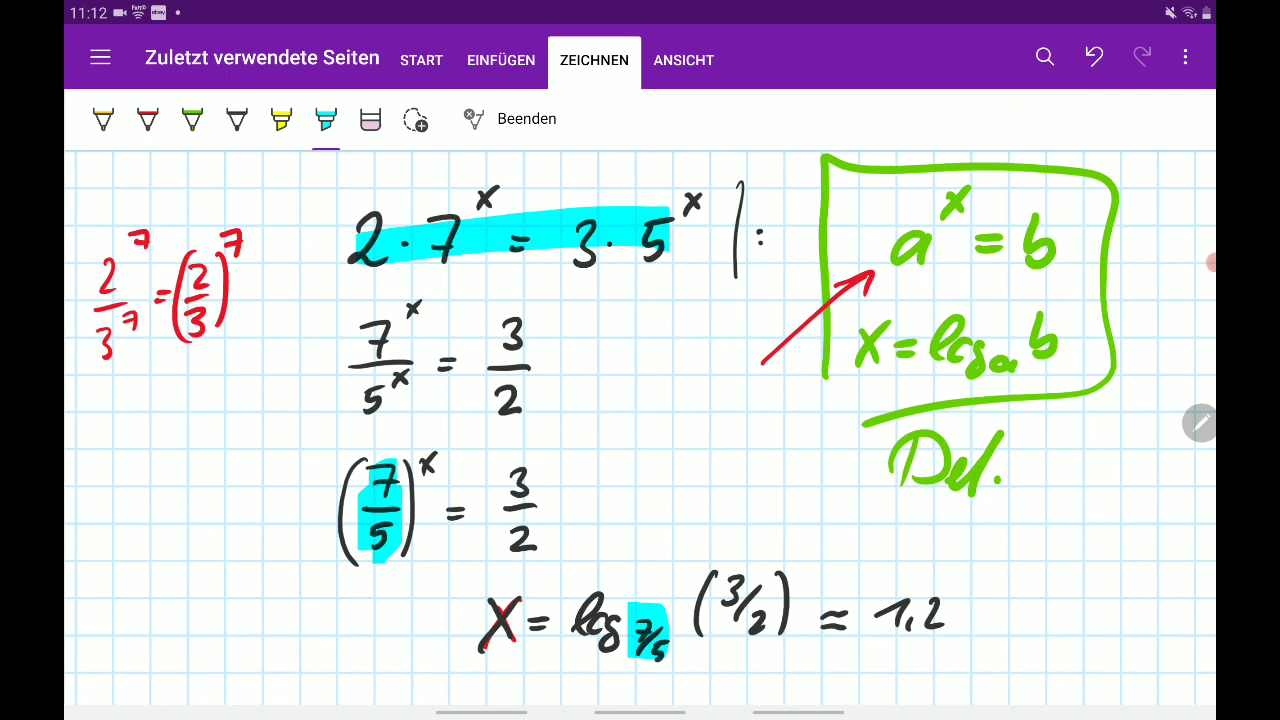 11:12
ebay
Zuletzt verwendete Seiten START EINFÜGEN ZEICHNEN ANSICHT
Beenden
2 · 7^x = 3 · 5^x | :
7^x / 5^x = 3/2
(7/5)^x = 3/2
x = log_{7/5} (3/2) ≈ 1,2
2^7 / 3^7 = (2/3)^7
a^x = b
x = log_a b
Def.